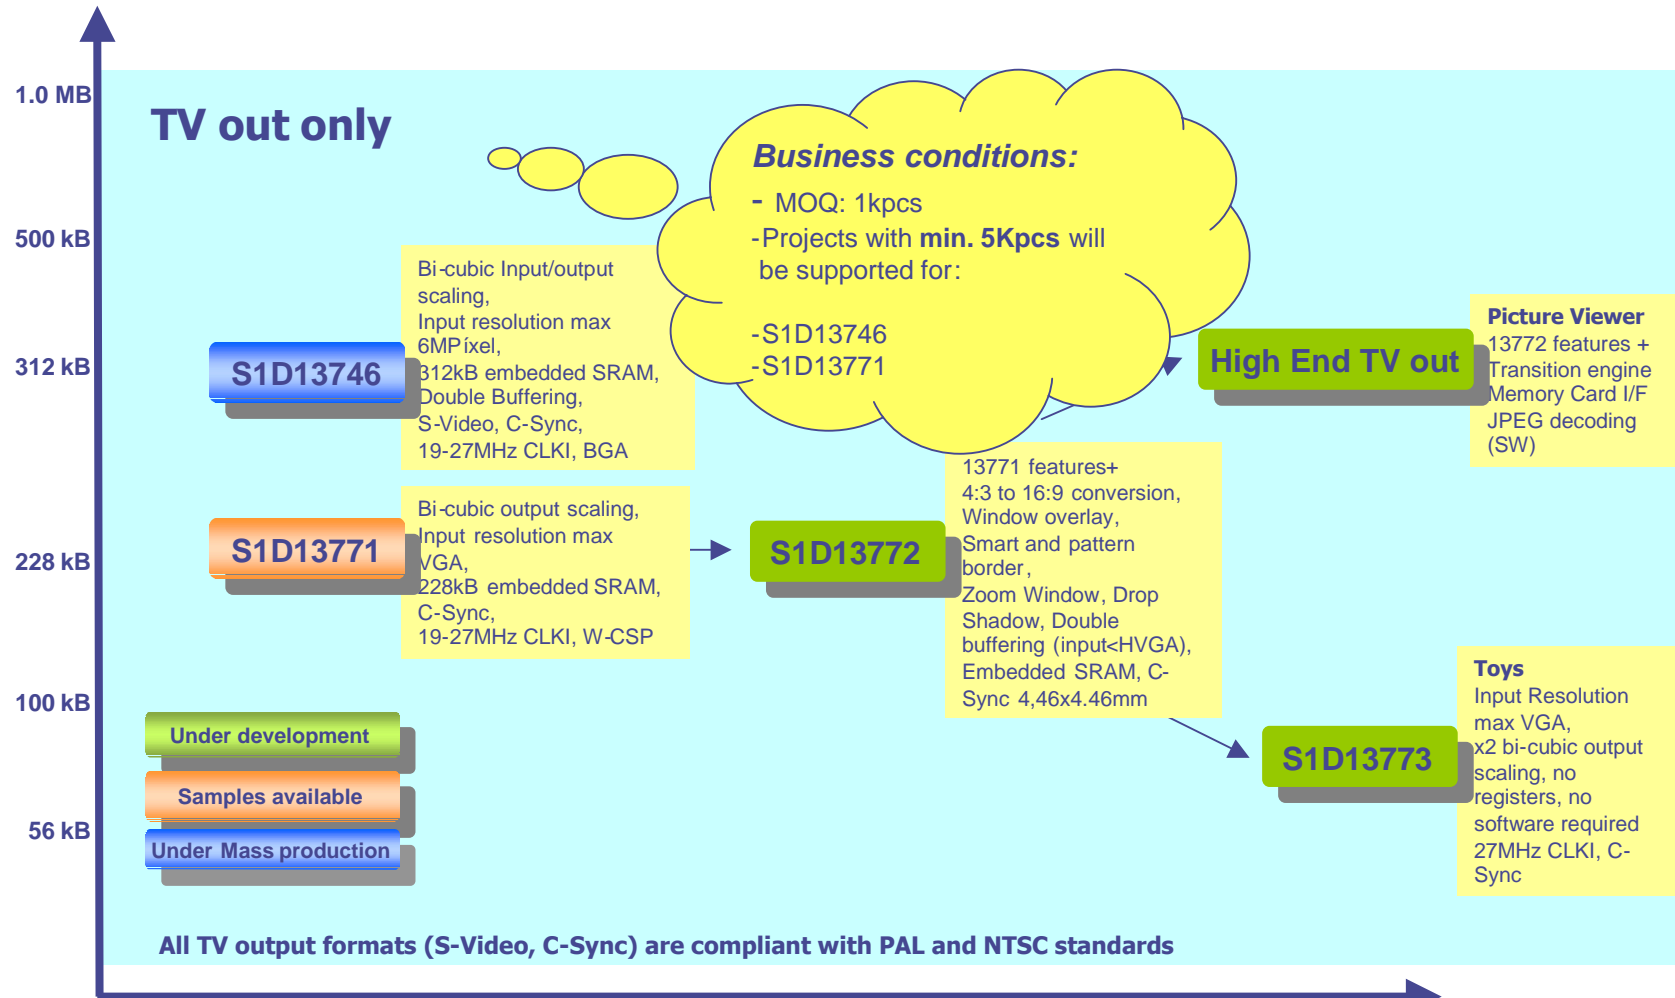 1.0 MB
500 kB
312 kB
228 kB
100 kB
56 kB
TV out only
Business conditions:
- MOQ: 1kpcs
-Projects with min. 5Kpcs will
be supported for:
-S1D13746
-S1D13771
S1D13746
Bi-cubic Input/output
scaling,
Input resolution max
6MPíxel,
312kB embedded SRAM,
Double Buffering,
S-Video, C-Sync,
19-27MHz CLKI, BGA
High End TV out
Picture Viewer
13772 features +
Transition engine
Memory Card I/F
JPEG decoding
(SW)
S1D13771
Bi-cubic output scaling,
Input resolution max
VGA,
228kB embedded SRAM,
C-Sync,
19-27MHz CLKI, W-CSP
S1D13772
13771 features+
4:3 to 16:9 conversion,
Window overlay,
Smart and pattern
border,
Zoom Window, Drop
Shadow, Double
buffering (input<HVGA),
Embedded SRAM, C-
Sync 4,46x4.46mm
S1D13773
Toys
Input Resolution
max VGA,
x2 bi-cubic output
scaling, no
registers, no
software required
27MHz CLKI, C-
Sync
Under development
Samples available
Under Mass production
All TV output formats (S-Video, C-Sync) are compliant with PAL and NTSC standards